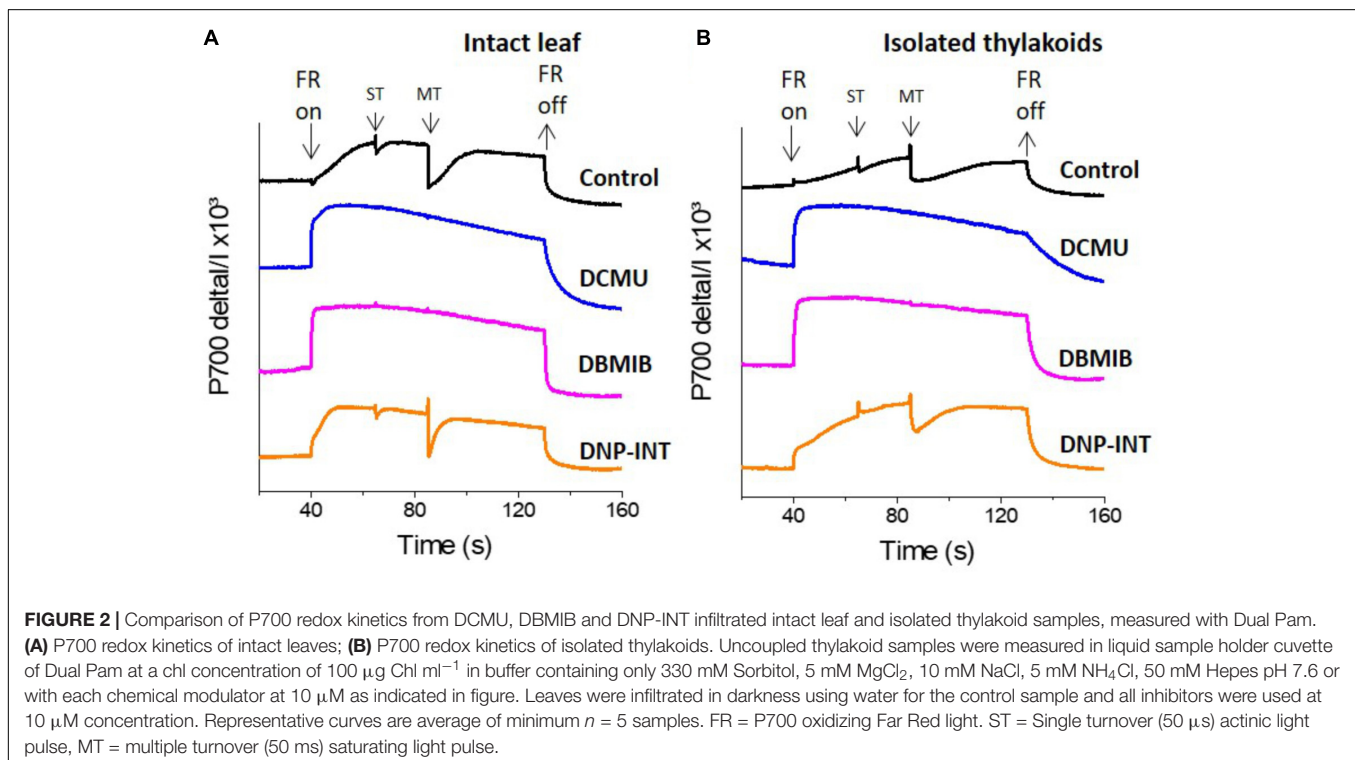 A
Intact leaf
FR
on
ST
MT
FR
off
Control
DCMU
DBMIB
DNP-INT
P700 deltaI/I x10³
40
80
120
160
Time (s)
B
Isolated thylakoids
FR
on
ST
MT
FR
off
Control
DCMU
DBMIB
DNP-INT
P700 deltaI/I x10³
40
80
120
160
Time (s)
FIGURE 2 | Comparison of P700 redox kinetics from DCMU, DBMIB and DNP-INT infiltrated intact leaf and isolated thylakoid samples, measured with Dual Pam.
(A) P700 redox kinetics of intact leaves; (B) P700 redox kinetics of isolated thylakoids. Uncoupled thylakoid samples were measured in liquid sample holder cuvette
of Dual Pam at a chl concentration of 100 μg Chl ml⁻¹ in buffer containing only 330 mM Sorbitol, 5 mM MgCl₂, 10 mM NaCl, 5 mM NH₄Cl, 50 mM Hepes pH 7.6 or
with each chemical modulator at 10 μM as indicated in figure. Leaves were infiltrated in darkness using water for the control sample and all inhibitors were used at
10 μM concentration. Representative curves are average of minimum n = 5 samples. FR = P700 oxidizing Far Red light. ST = Single turnover (50 μs) actinic light
pulse, MT = multiple turnover (50 ms) saturating light pulse.